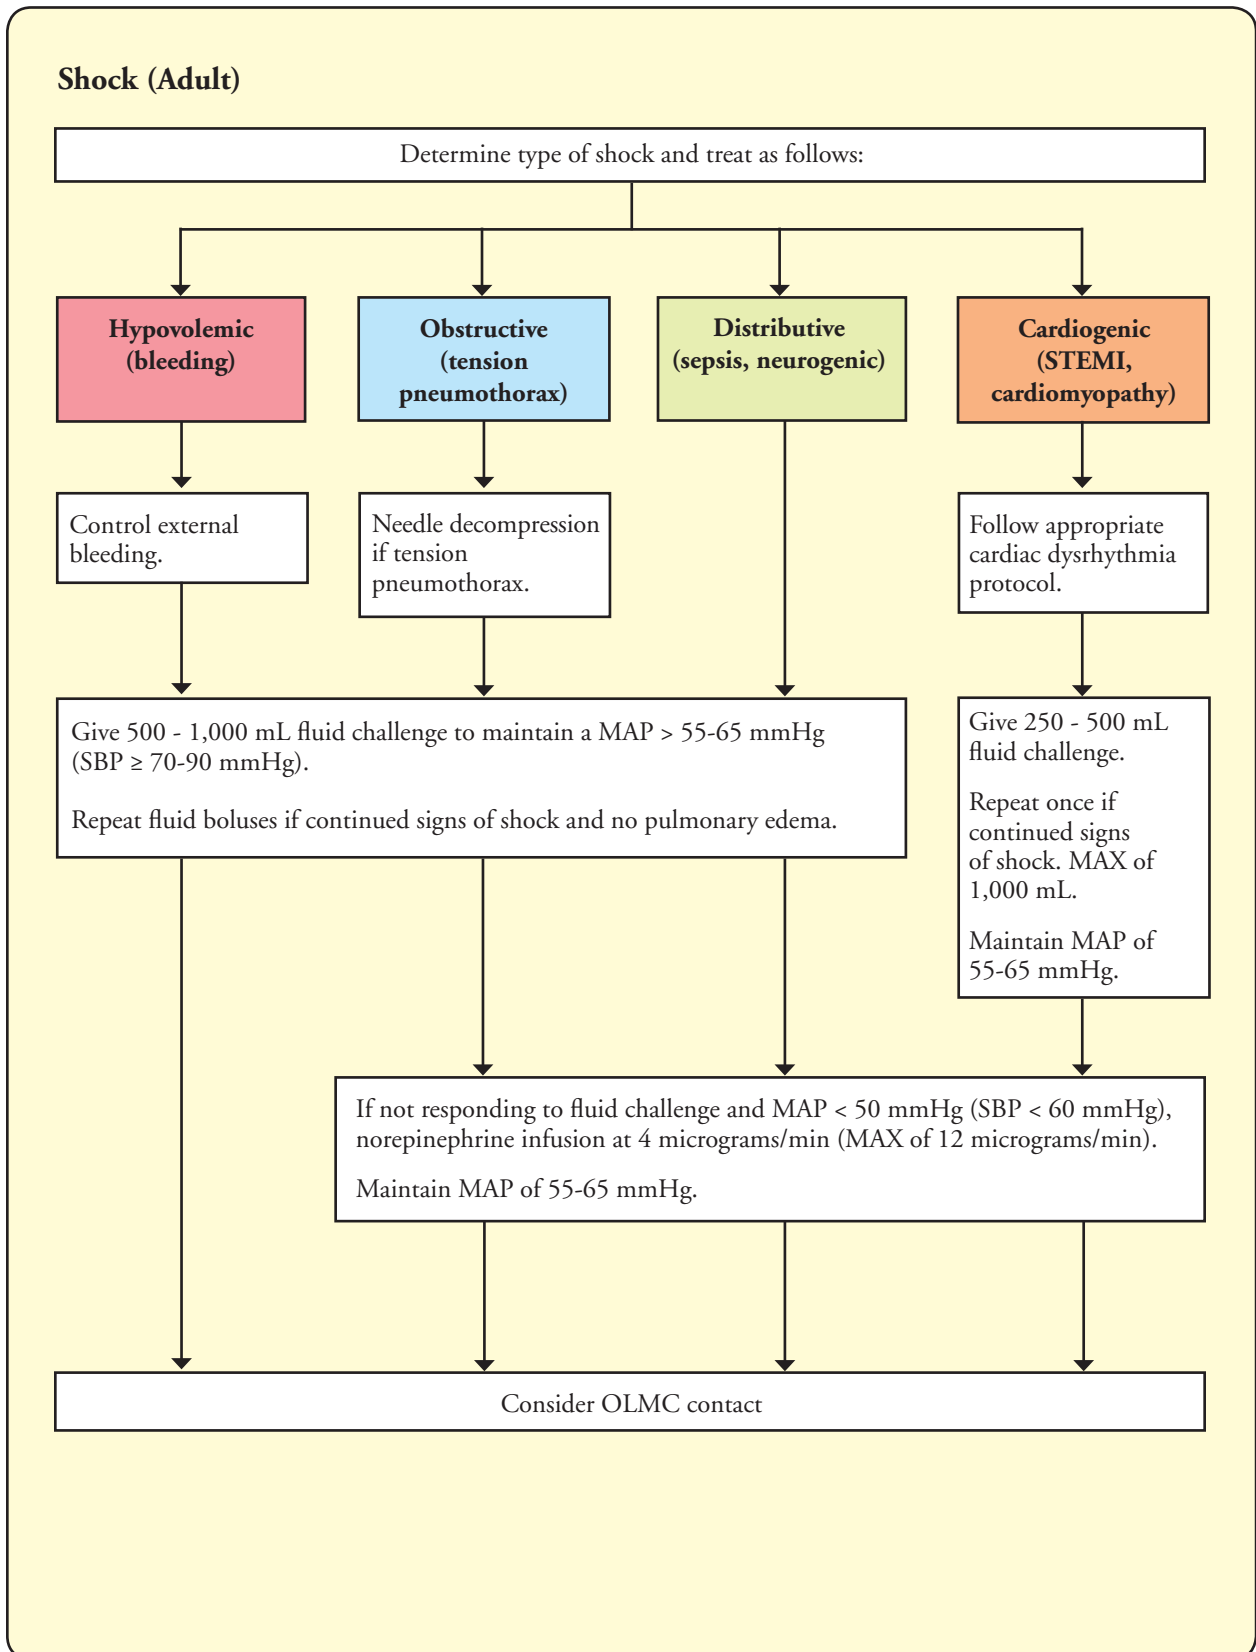 Shock (Adult)
Determine type of shock and treat as follows:
Hypovolemic
(bleeding)
Obstructive
(tension
pneumothorax)
Distributive
(sepsis, neurogenic)
Cardiogenic
(STEMI,
cardiomyopathy)
Control external
bleeding.
Needle decompression
if tension
pneumothorax.
Follow appropriate
cardiac dysrhythmia
protocol.
Give 500 - 1,000 mL fluid challenge to maintain a MAP > 55-65 mmHg
(SBP ≥ 70-90 mmHg).
Repeat fluid boluses if continued signs of shock and no pulmonary edema.
Give 250 - 500 mL
fluid challenge.
Repeat once if
continued signs
of shock. MAX of
1,000 mL.
Maintain MAP of
55-65 mmHg.
If not responding to fluid challenge and MAP < 50 mmHg (SBP < 60 mmHg),
norepinephrine infusion at 4 micrograms/min (MAX of 12 micrograms/min).
Maintain MAP of 55-65 mmHg.
Consider OLMC contact